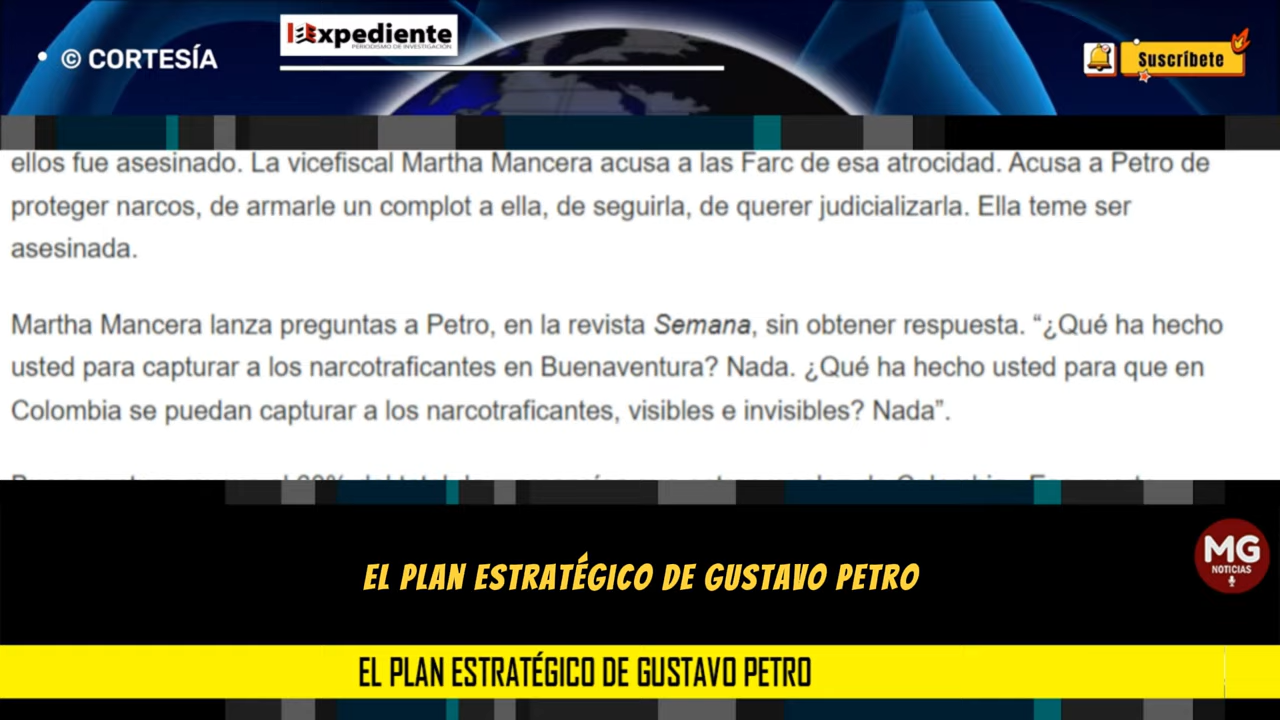 • © CORTESÍA
Expediente
PERIODISMO DE INVESTIGACIÓN
Suscríbete
ellos fue asesinado. La vicefiscal Martha Mancera acusa a las Farc de esa atrocidad. Acusa a Petro de
proteger narcos, de armarle un complot a ella, de seguirla, de querer judicializarla. Ella teme ser
asesinada.
Martha Mancera lanza preguntas a Petro, en la revista Semana, sin obtener respuesta. “¿Qué ha hecho
usted para capturar a los narcotraficantes en Buenaventura? Nada. ¿Qué ha hecho usted para que en
Colombia se puedan capturar a los narcotraficantes, visibles e invisibles? Nada”.
EL PLAN ESTRATÉGICO DE GUSTAVO PETRO
MG
NOTICIAS
EL PLAN ESTRATÉGICO DE GUSTAVO PETRO